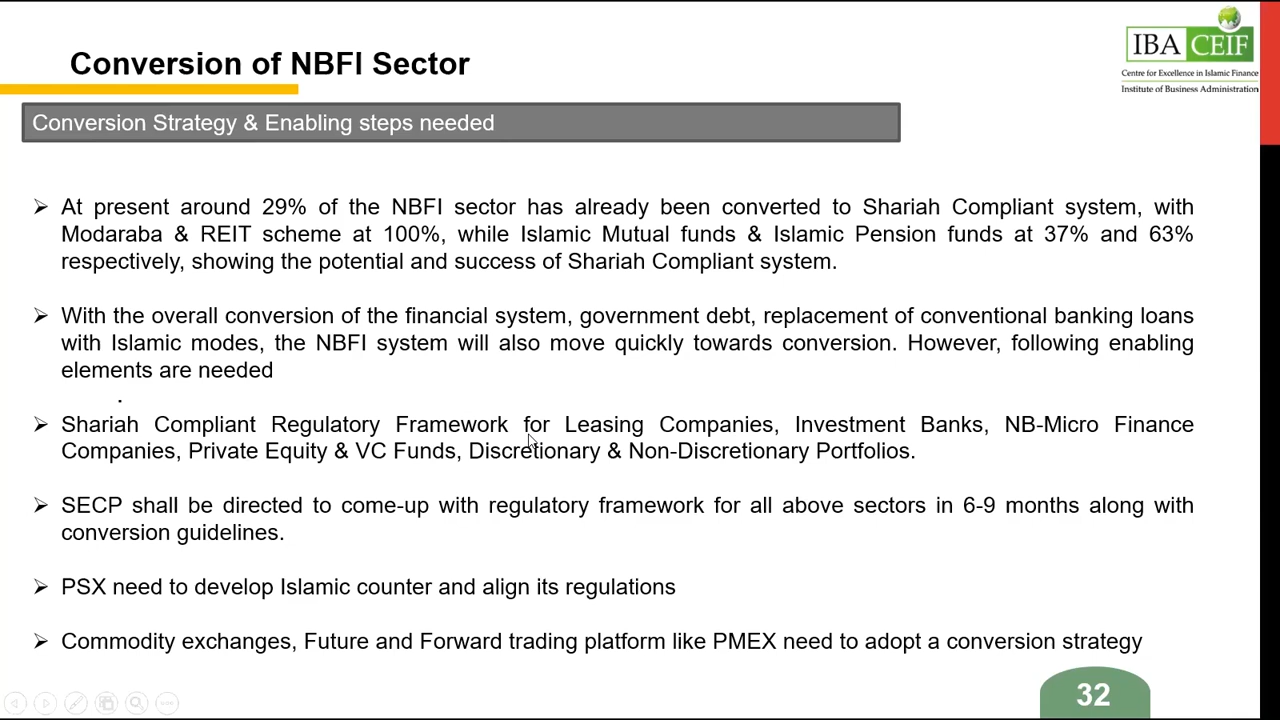 Conversion of NBFI Sector
IBA CEIF
Centre for Excellence in Islamic Finance
Institute of Business Administration
Conversion Strategy & Enabling steps needed
➢ At present around 29% of the NBFI sector has already been converted to Shariah Compliant system, with
Modaraba & REIT scheme at 100%, while Islamic Mutual funds & Islamic Pension funds at 37% and 63%
respectively, showing the potential and success of Shariah Compliant system.
➢ With the overall conversion of the financial system, government debt, replacement of conventional banking loans
with Islamic modes, the NBFI system will also move quickly towards conversion. However, following enabling
elements are needed
.
➢ Shariah Compliant Regulatory Framework for Leasing Companies, Investment Banks, NB-Micro Finance
Companies, Private Equity & VC Funds, Discretionary & Non-Discretionary Portfolios.
➢ SECP shall be directed to come-up with regulatory framework for all above sectors in 6-9 months along with
conversion guidelines.
➢ PSX need to develop Islamic counter and align its regulations
➢ Commodity exchanges, Future and Forward trading platform like PMEX need to adopt a conversion strategy
32